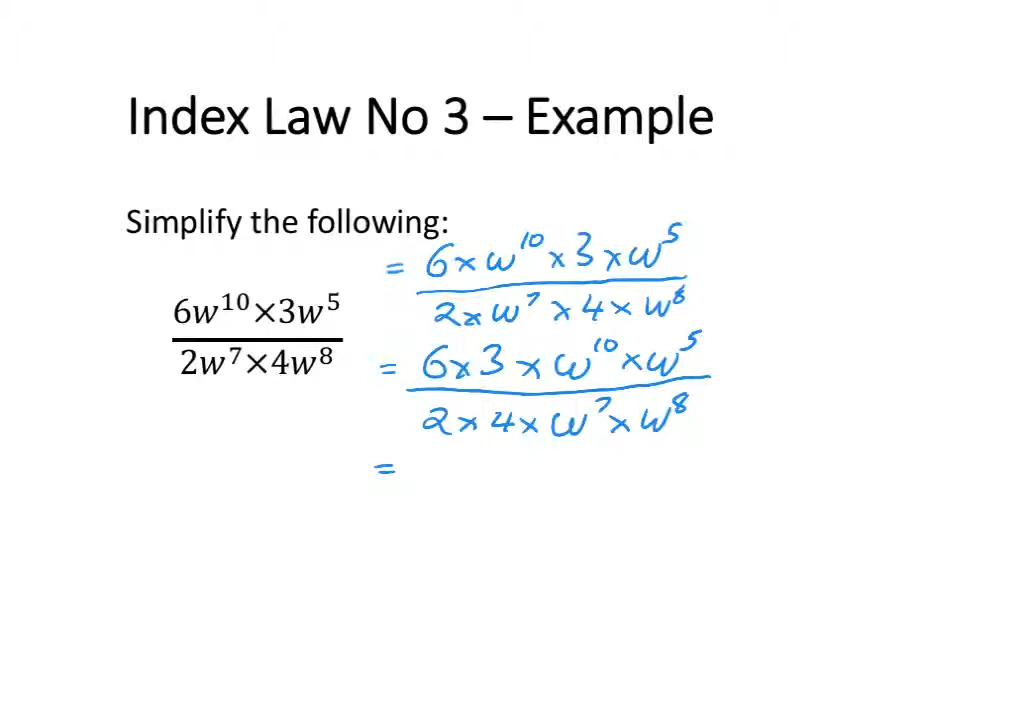 Index Law No 3 – Example
Simplify the following:
6w¹⁰×3w⁵
2w⁷×4w⁸
= 6×w¹⁰×3×w⁵
2×w⁷×4×w⁸
= 6×3×w¹⁰×w⁵
2×4×w⁷×w⁸
=